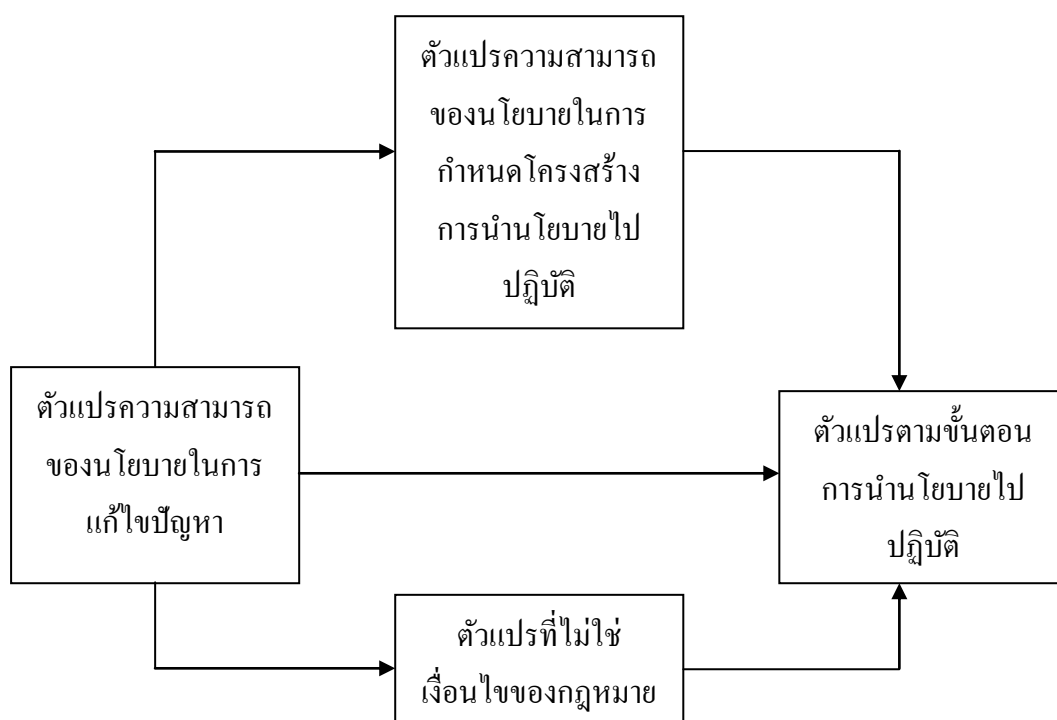 ตัวแปรความสามารถ
ของนโยบายในการ
กำหนดโครงสร้าง
การนำนโยบายไป
ปฏิบัติ
ตัวแปรความสามารถ
ของนโยบายในการ
แก้ไขปัญหา
ตัวแปรตามขั้นตอน
การนำนโยบายไป
ปฏิบัติ
ตัวแปรที่ไม่ใช่
เงื่อนไขของกฎหมาย